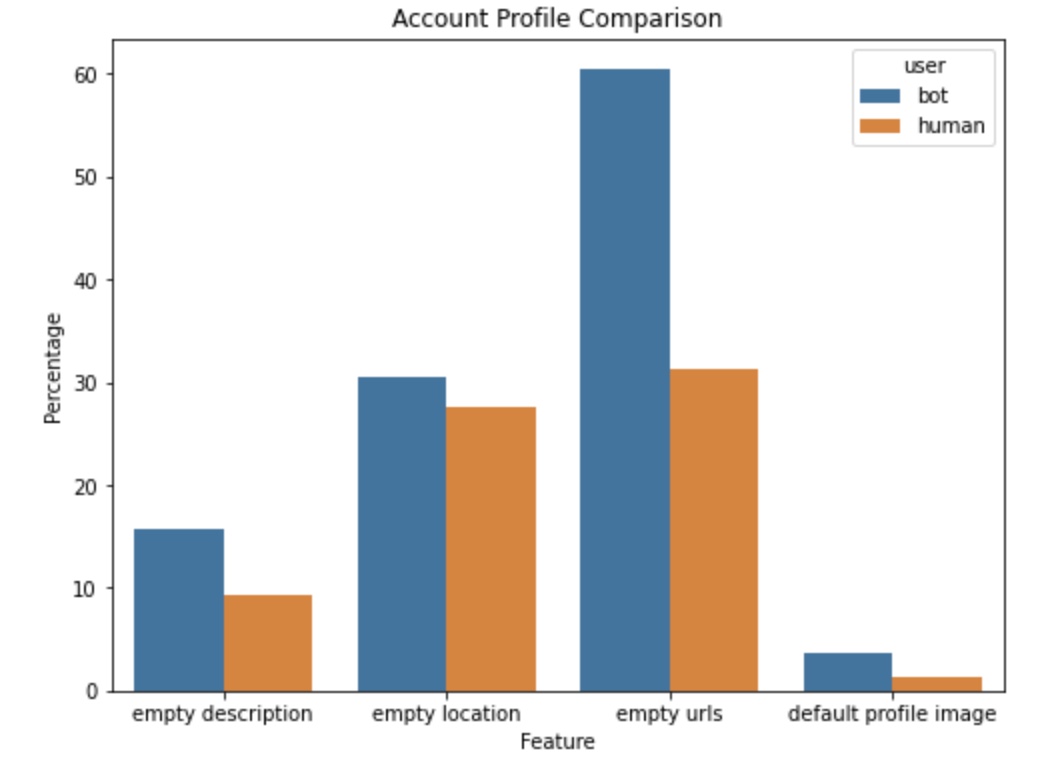 Account Profile Comparison
user
bot
human
60
50
40
30
20
10
0
Percentage
empty description
empty location
empty urls
default profile image
Feature